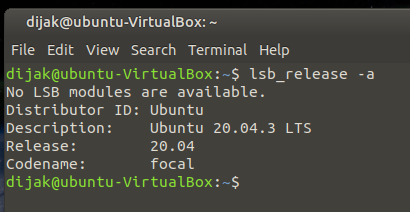 dijak@ubuntu-VirtualBox: ~
File Edit View Search Terminal Help
dijak@ubuntu-VirtualBox:~$ lsb_release -a
No LSB modules are available.
Distributor ID: Ubuntu
Description:    Ubuntu 20.04.3 LTS
Release:        20.04
Codename:       focal
dijak@ubuntu-VirtualBox:~$